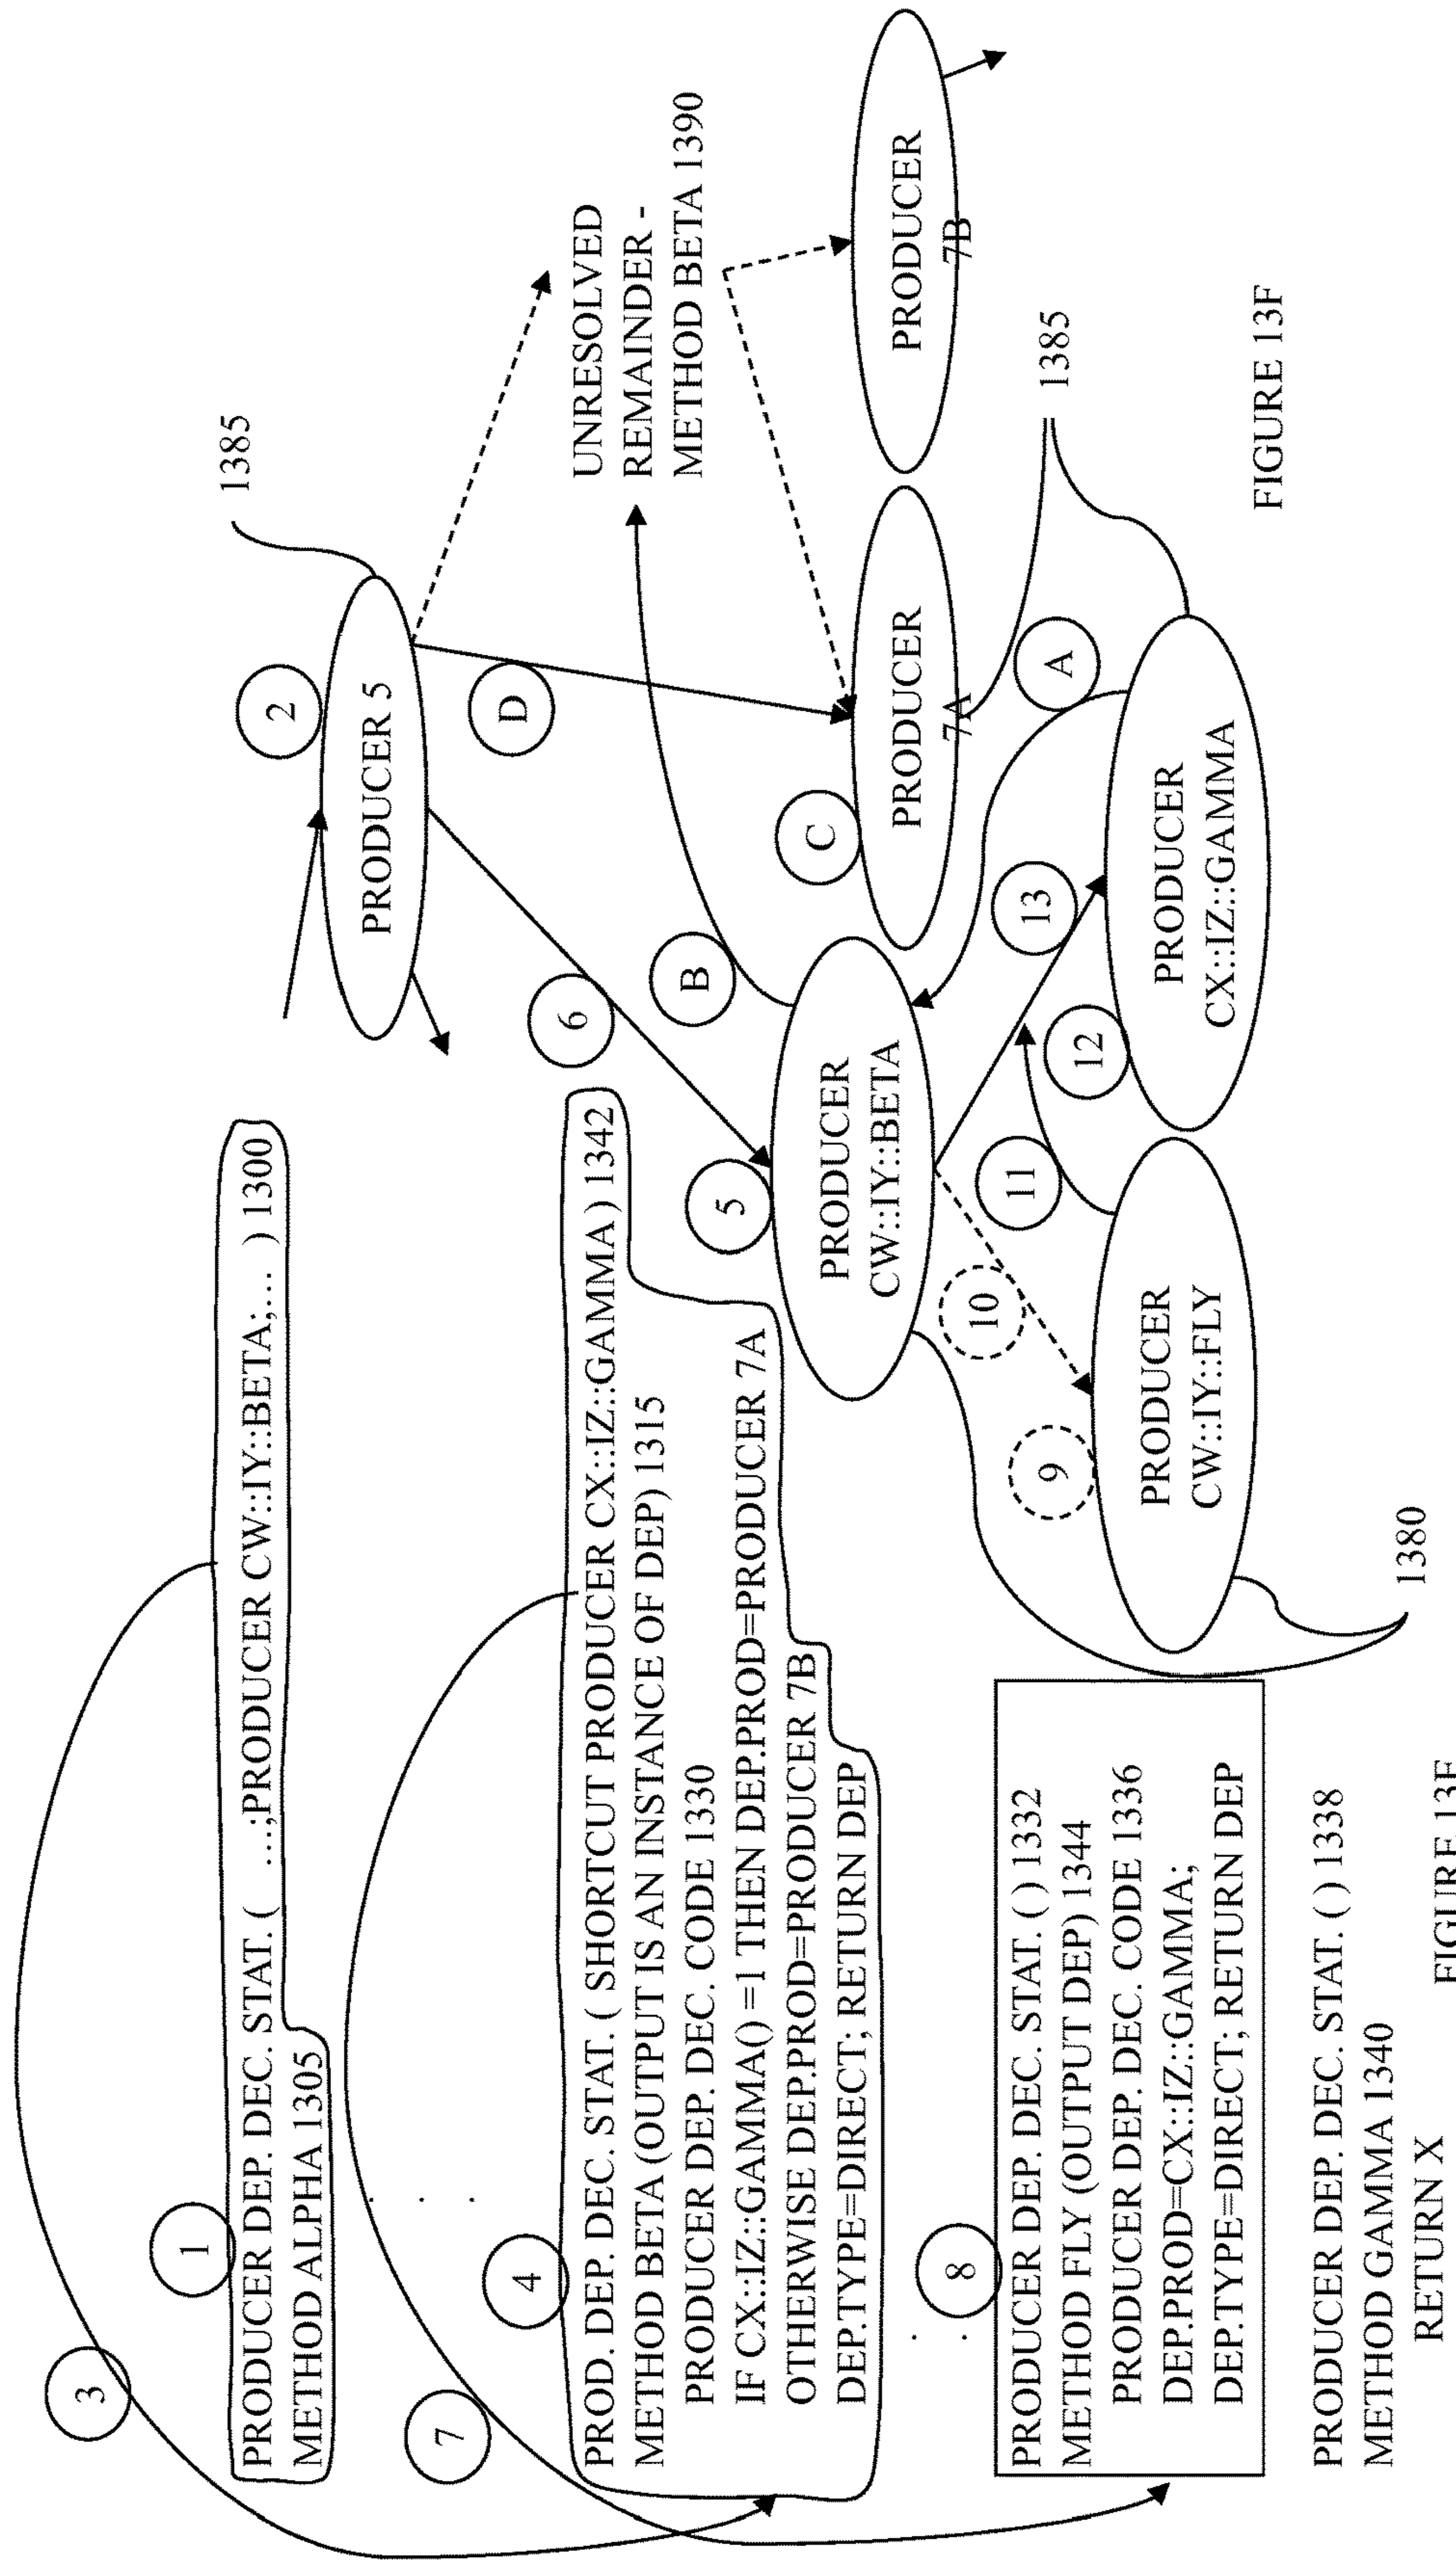 3
1
PRODUCER DEP. DEC. STAT. ( ...;PRODUCER CW::IY::BETA;... ) 1300
METHOD ALPHA 1305
7
4
PROD. DEP. DEC. STAT. ( SHORTCUT PRODUCER CX::IZ::GAMMA ) 1342
METHOD BETA (OUTPUT IS AN INSTANCE OF DEP) 1315
PRODUCER DEP. DEC. CODE 1330
IF CX::IZ::GAMMA() =1 THEN DEP.PROD=PRODUCER 7A
OTHERWISE DEP.PROD=PRODUCER 7B
DEP.TYPE=DIRECT; RETURN DEP
8
PRODUCER DEP. DEC. STAT. ( ) 1332
METHOD FLY (OUTPUT DEP) 1344
PRODUCER DEP. DEC. CODE 1336
DEP.PROD=CX::IZ::GAMMA;
DEP.TYPE=DIRECT; RETURN DEP
PRODUCER DEP. DEC. STAT. ( ) 1338
METHOD GAMMA 1340
RETURN X
2
1385
PRODUCER 5
6
D
UNRESOLVED
REMAINDER -
METHOD BETA 1390
B
5
PRODUCER
CW::IY::BETA
C
PRODUCER
7A
PRODUCER
7B
10
11
13
A
1385
9
12
PRODUCER
CW::IY::FLY
PRODUCER
CX::IZ::GAMMA
1380
FIGURE 13F